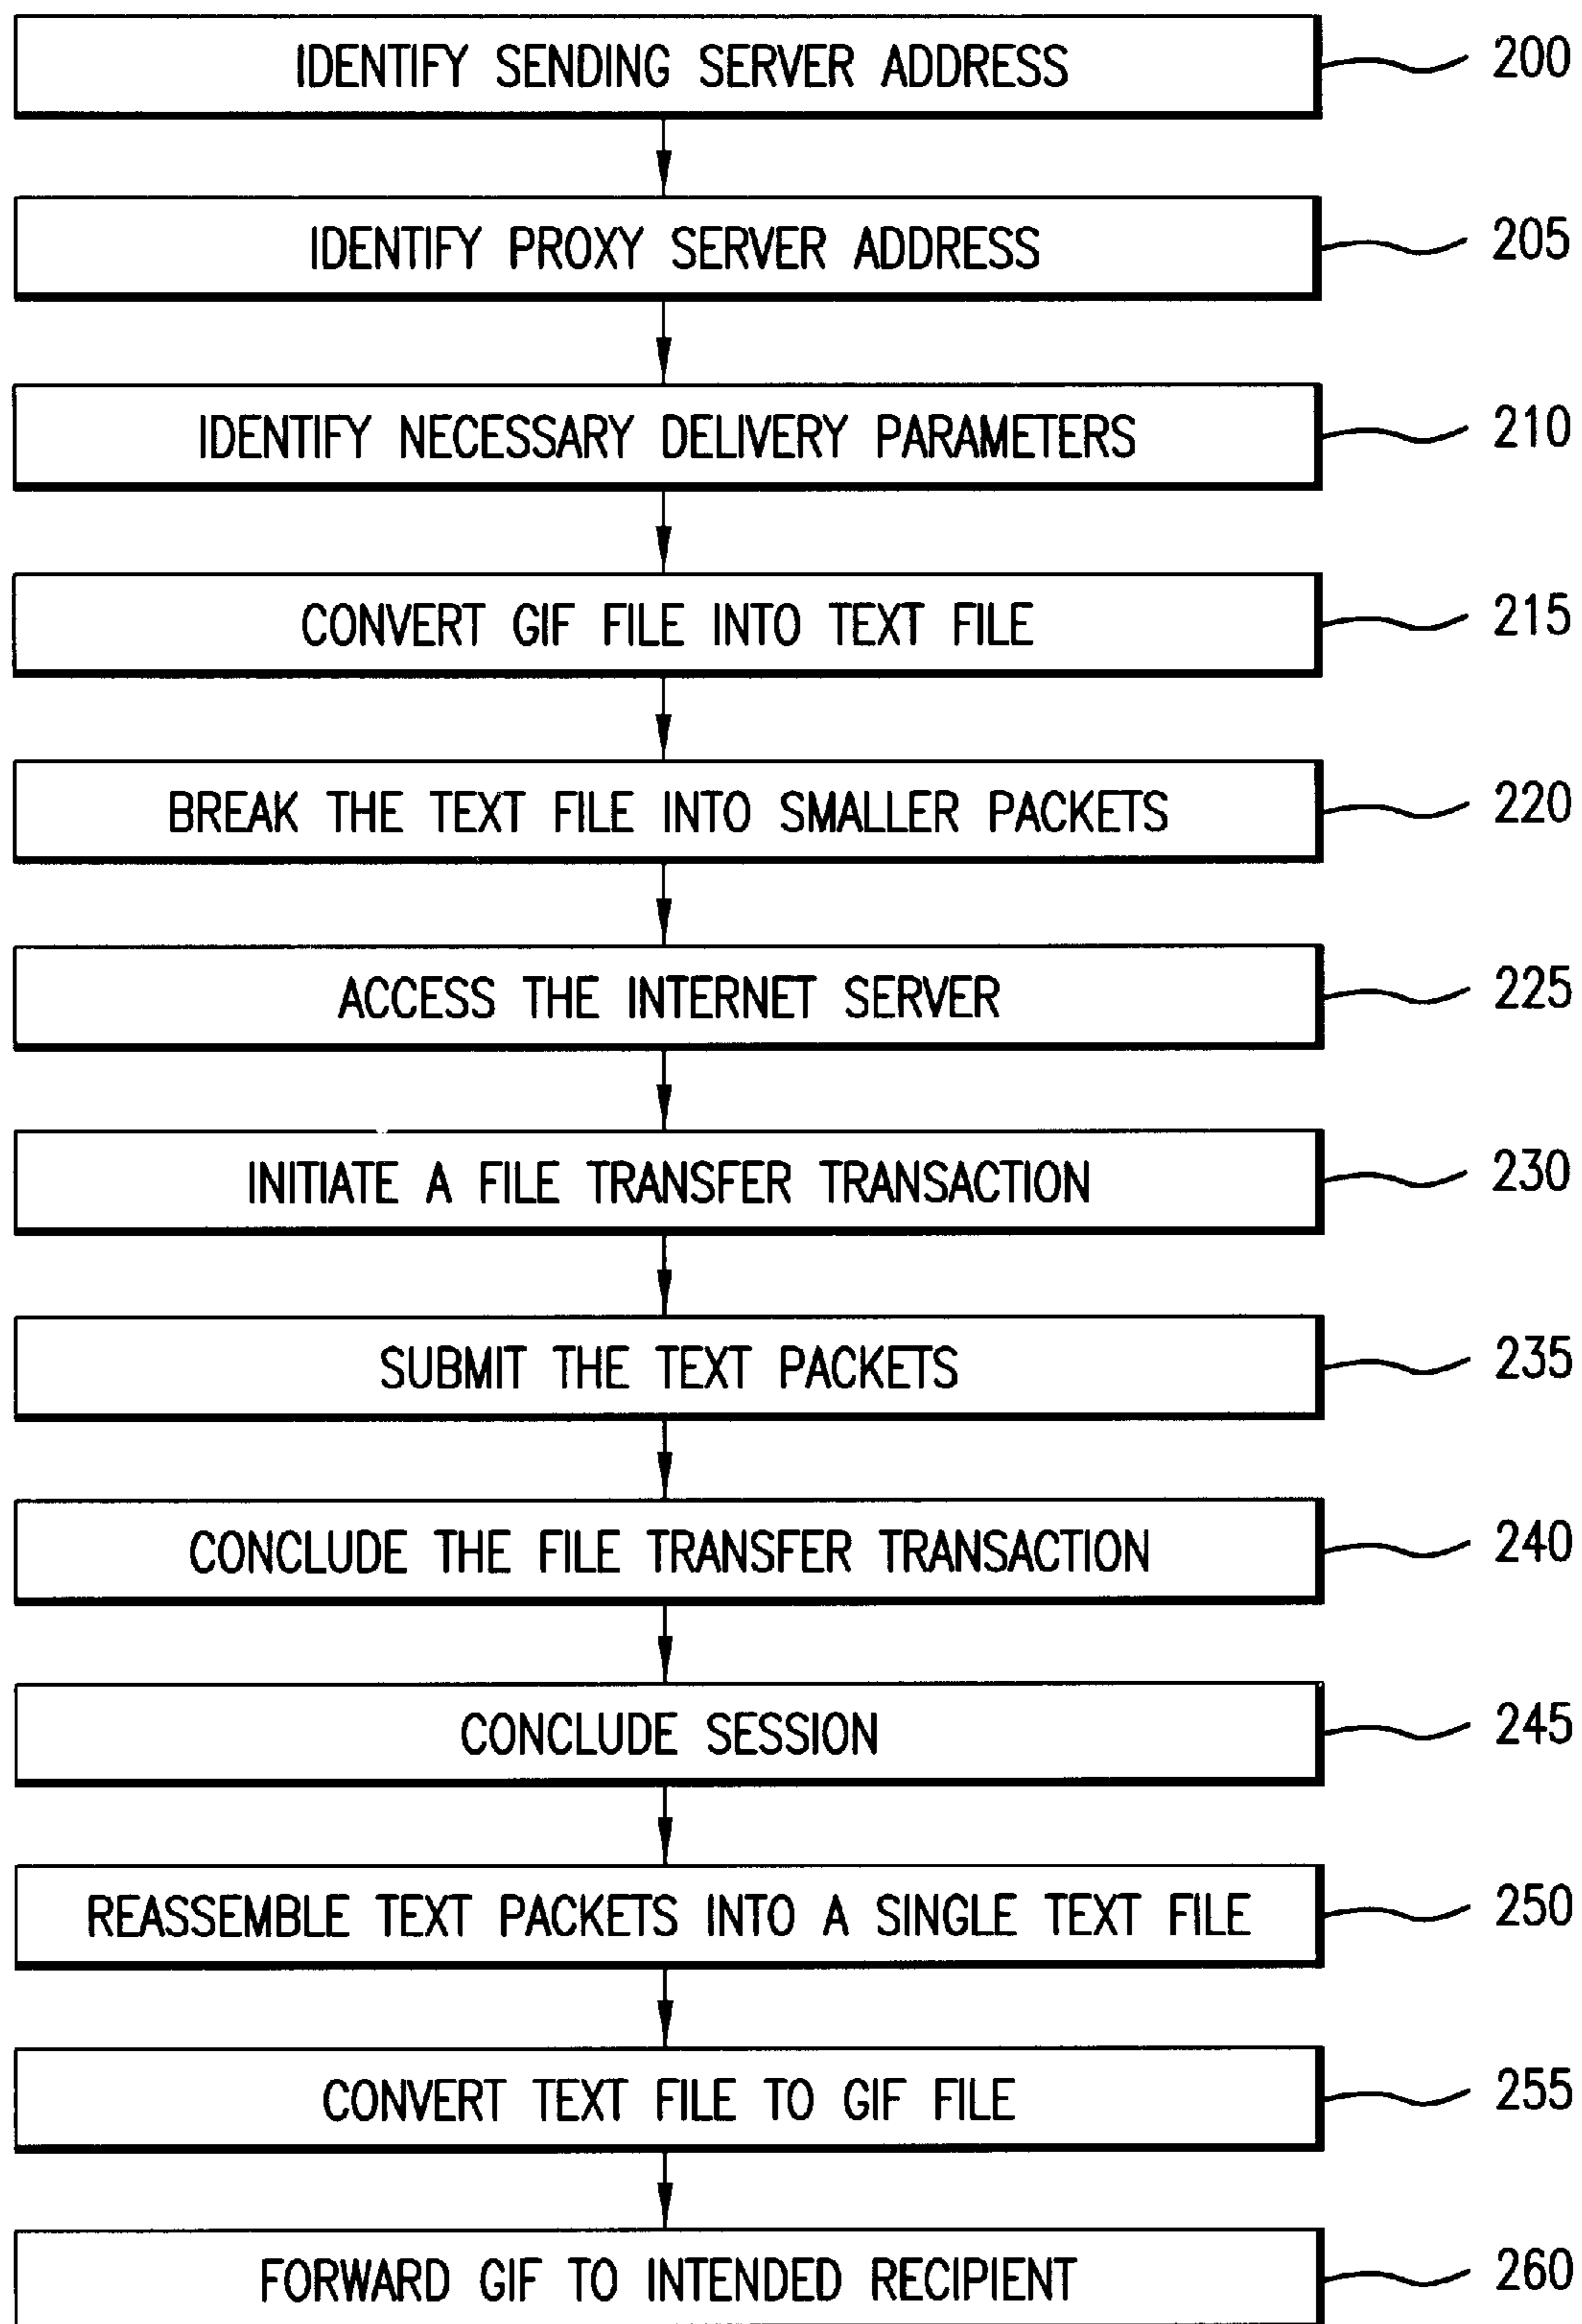 IDENTIFY SENDING SERVER ADDRESS 200
IDENTIFY PROXY SERVER ADDRESS 205
IDENTIFY NECESSARY DELIVERY PARAMETERS 210
CONVERT GIF FILE INTO TEXT FILE 215
BREAK THE TEXT FILE INTO SMALLER PACKETS 220
ACCESS THE INTERNET SERVER 225
INITIATE A FILE TRANSFER TRANSACTION 230
SUBMIT THE TEXT PACKETS 235
CONCLUDE THE FILE TRANSFER TRANSACTION 240
CONCLUDE SESSION 245
REASSEMBLE TEXT PACKETS INTO A SINGLE TEXT FILE 250
CONVERT TEXT FILE TO GIF FILE 255
FORWARD GIF TO INTENDED RECIPIENT 260